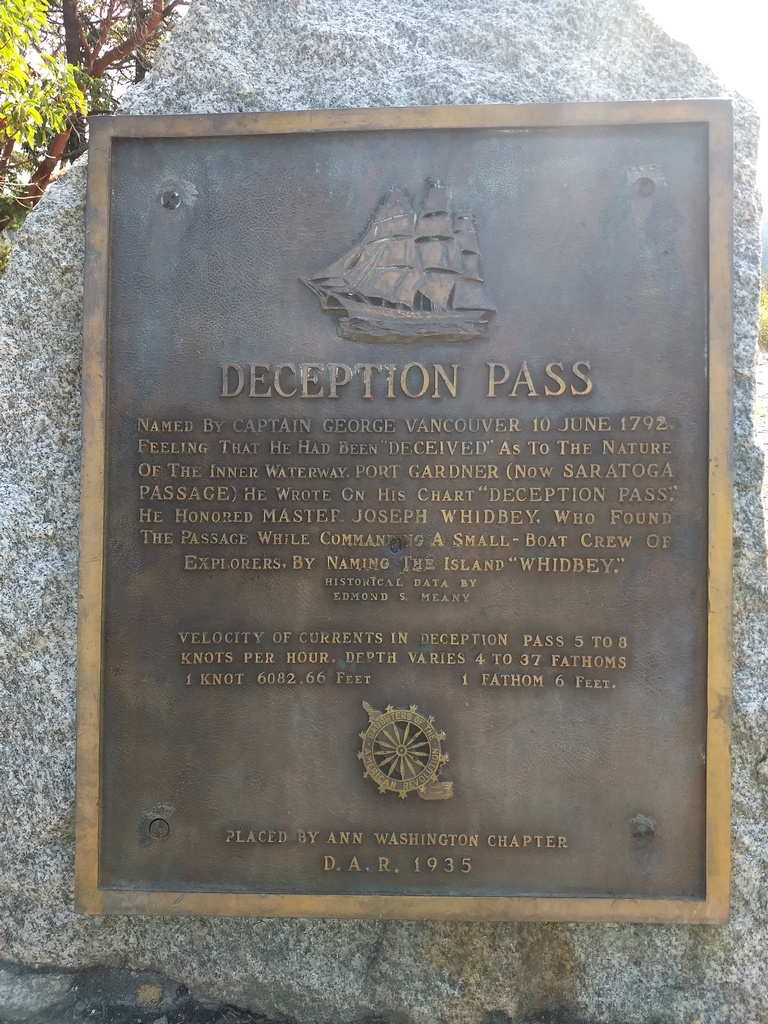 DECEPTION PASS
NAMED BY CAPTAIN GEORGE VANCOUVER 10 JUNE 1792.
FEELING THAT HE HAD BEEN "DECEIVED" AS TO THE NATURE
OF THE INNER WATERWAY, PORT GARDNER (NOW SARATOGA
PASSAGE) HE WROTE ON HIS CHART "DECEPTION PASS."
HE HONORED MASTER JOSEPH WHIDBEY, WHO FOUND
THE PASSAGE WHILE COMMANDING A SMALL-BOAT CREW OF
EXPLORERS, BY NAMING THE ISLAND "WHIDBEY."
HISTORICAL DATA BY
EDMOND S. MEANY
VELOCITY OF CURRENTS IN DECEPTION PASS 5 TO 8
KNOTS PER HOUR. DEPTH VARIES 4 TO 37 FATHOMS
1 KNOT 6082.66 FEET 1 FATHOM 6 FEET.
DAUGHTERS OF THE AMERICAN REVOLUTION
PLACED BY ANN WASHINGTON CHAPTER
D. A. R. 1935